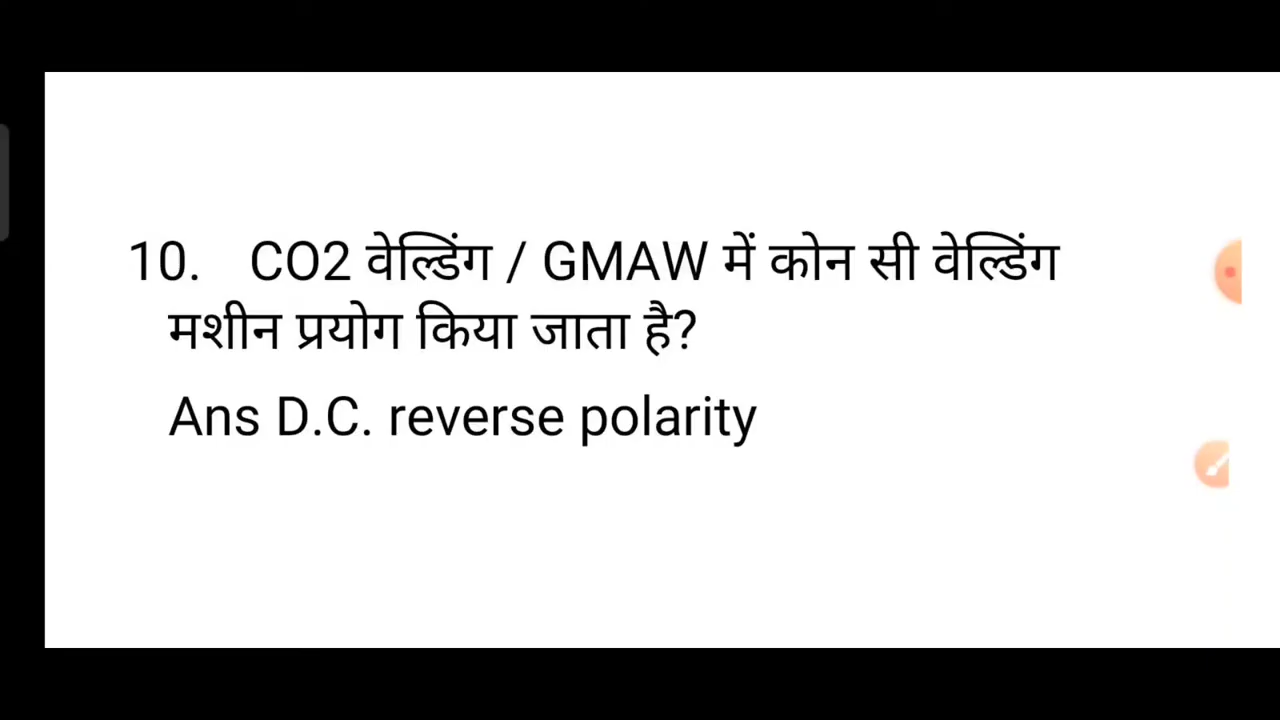 10. CO2 वेल्डिंग / GMAW में कोन सी वेल्डिंग
मशीन प्रयोग किया जाता है?
Ans D.C. reverse polarity